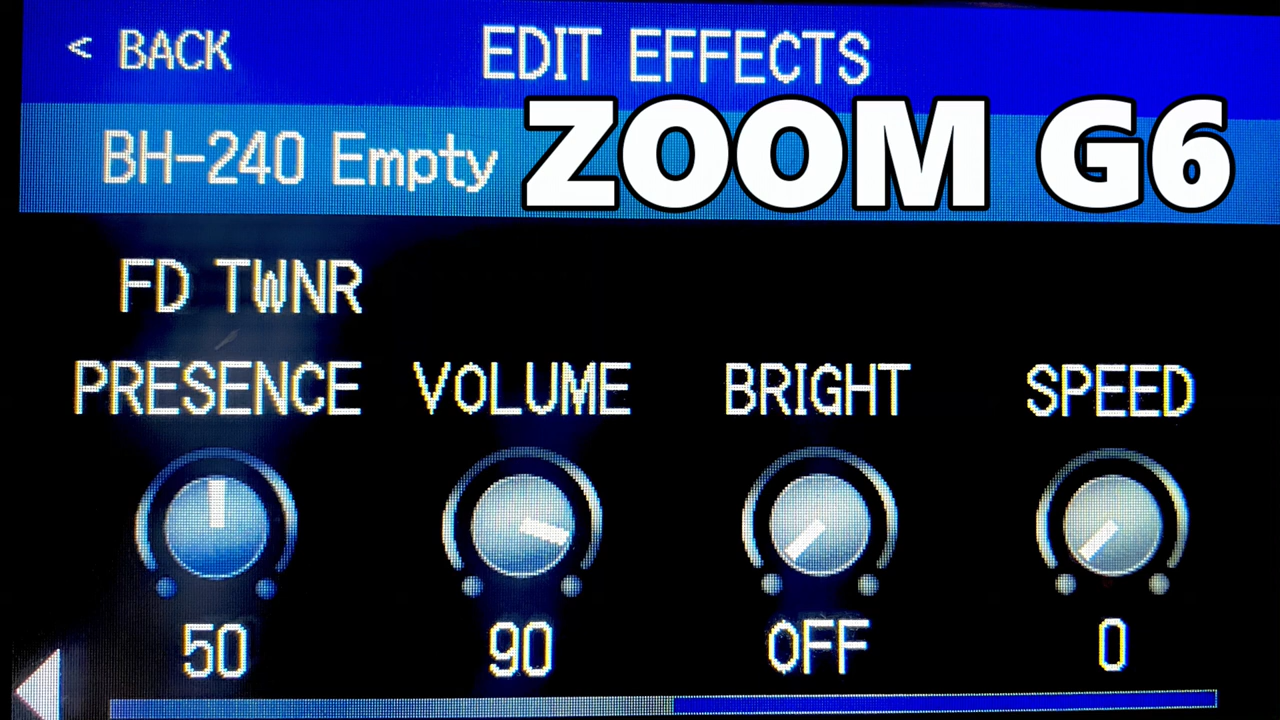 < BACK EDIT EFFECTS
BH-240 Empty ZOOM G6
FD TWNR
PRESENCE VOLUME BRIGHT SPEED
50 90 OFF 0